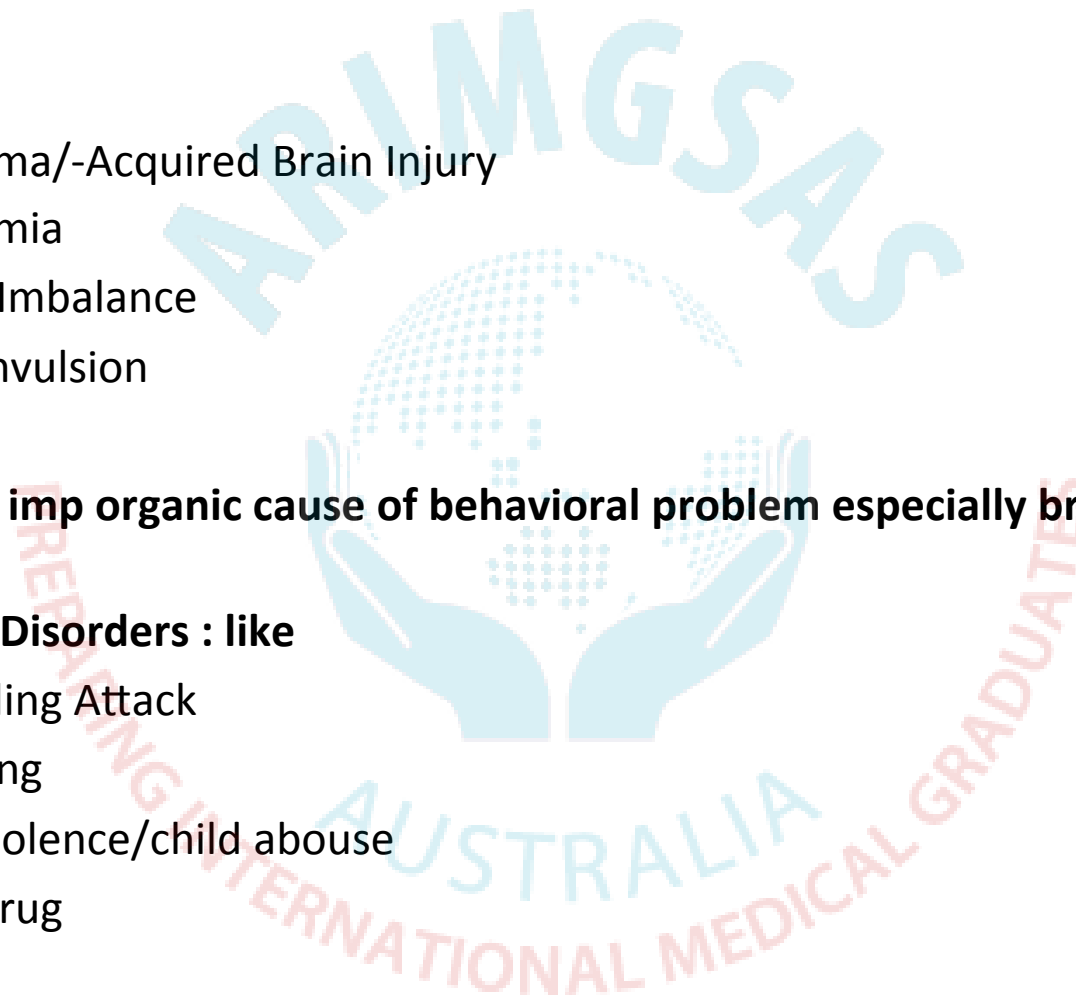 ma/-Acquired Brain Injury
mia
Imbalance
nvulsion
imp organic cause of behavioral problem especially br
Disorders : like
ling Attack
ng
olence/child abouse
rug
ARIMGSAS
AUSTRALIA
PREPARING INTERNATIONAL MEDICAL GRADUATES